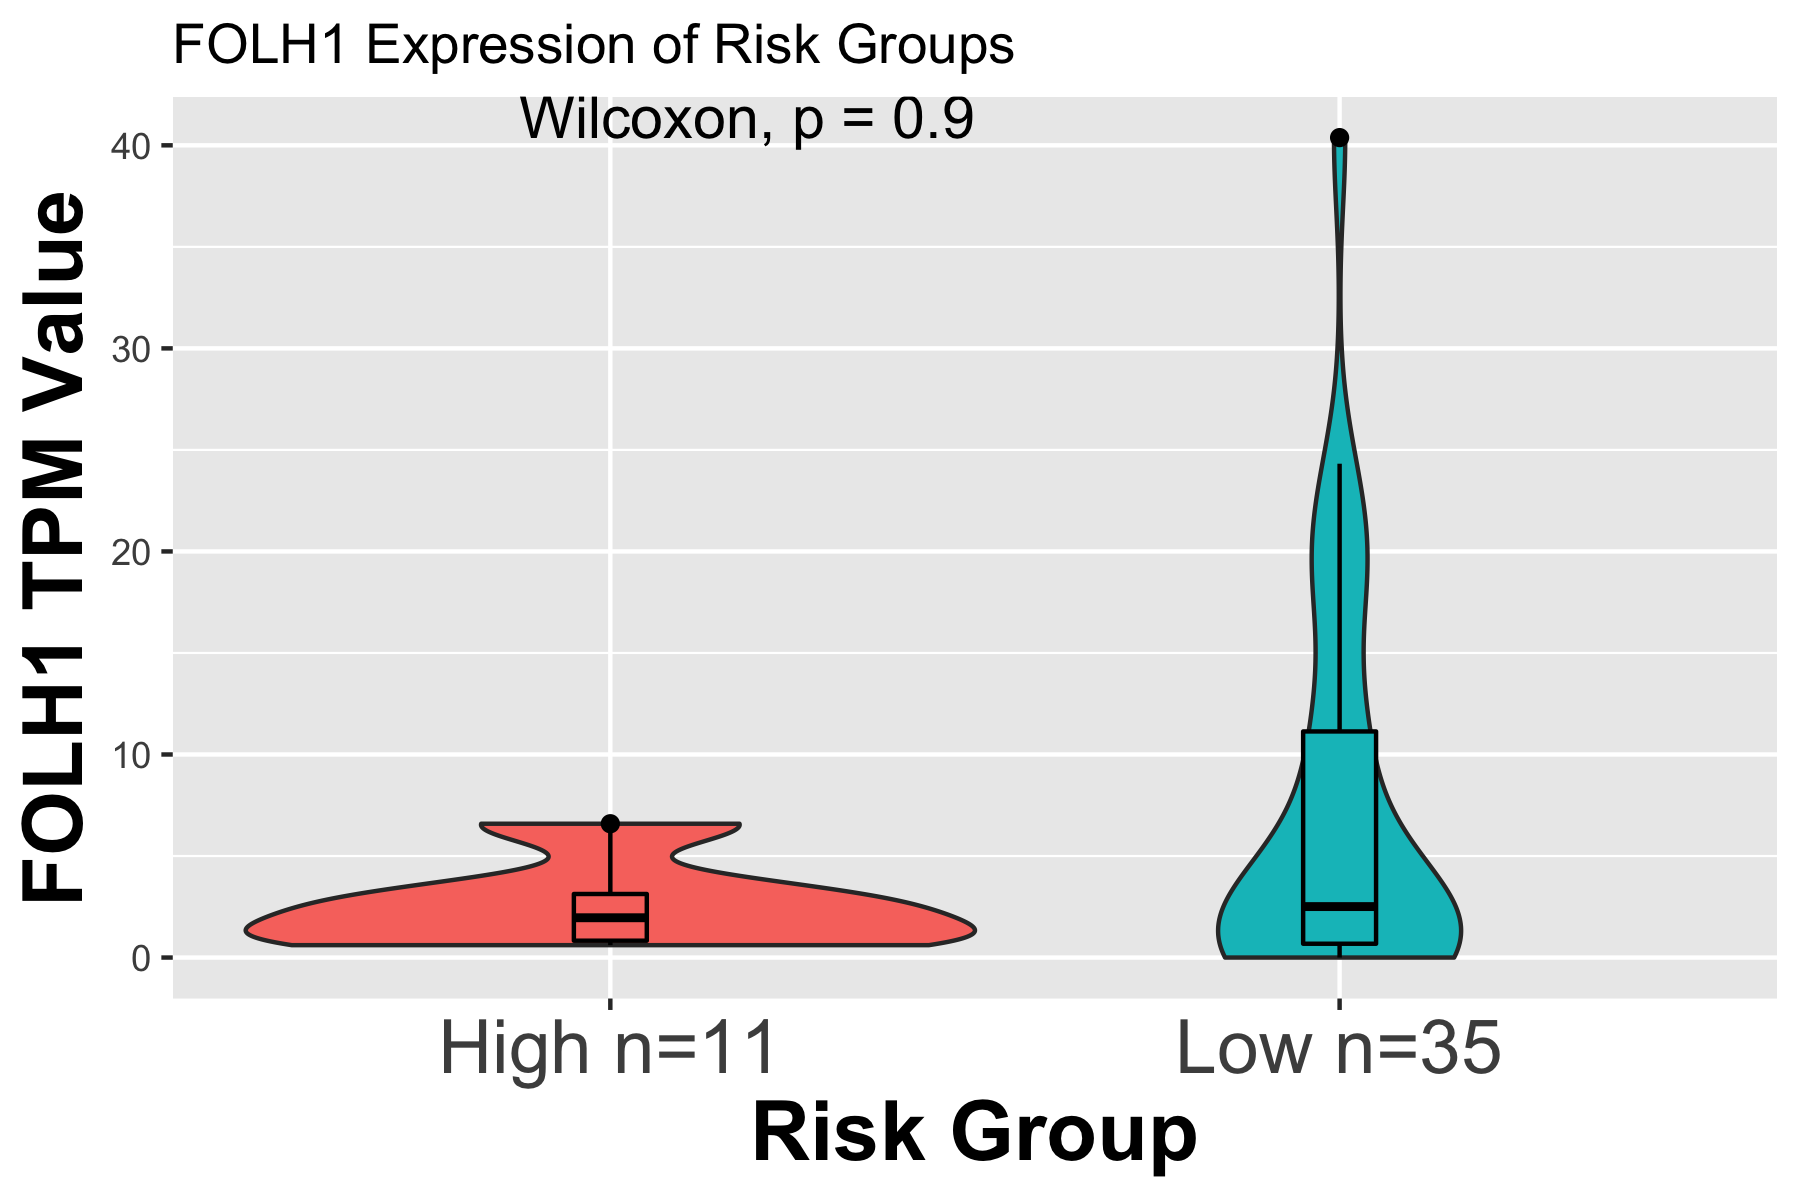 FOLH1 Expression of Risk Groups
Wilcoxon, p = 0.9
FOLH1 TPM Value
40
30
20
10
0
High n=11
Low n=35
Risk Group